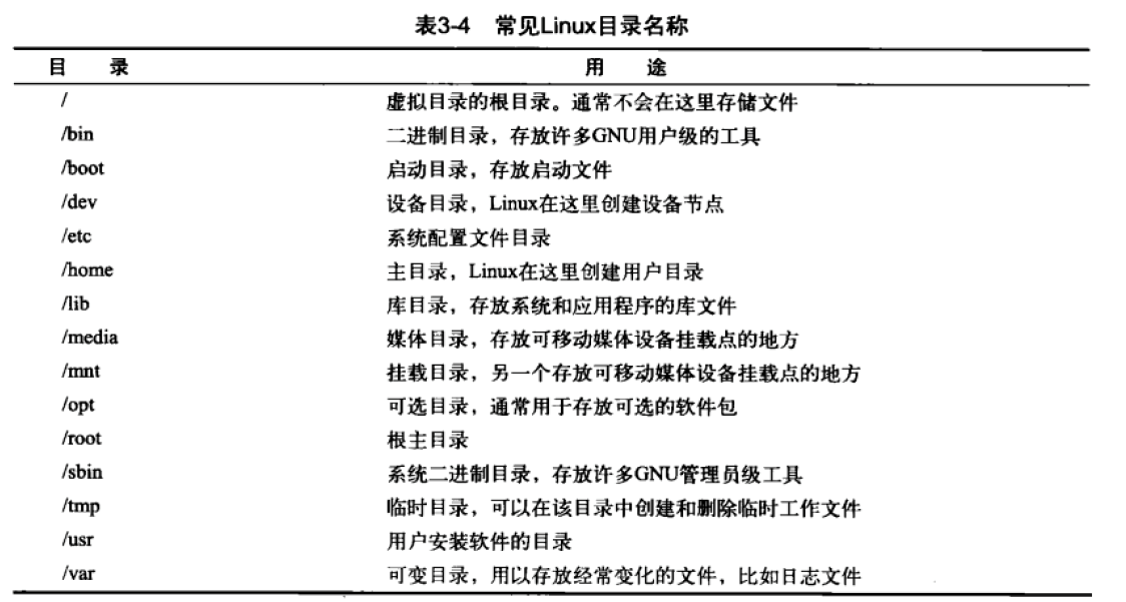 表3-4 常见Linux目录名称
目 录 用 途
/ 虚拟目录的根目录。通常不会在这里存储文件
/bin 二进制目录，存放许多GNU用户级的工具
/boot 启动目录，存放启动文件
/dev 设备目录，Linux在这里创建设备节点
/etc 系统配置文件目录
/home 主目录，Linux在这里创建用户目录
/lib 库目录，存放系统和应用程序的库文件
/media 媒体目录，存放可移动媒体设备挂载点的地方
/mnt 挂载目录，另一个存放可移动媒体设备挂载点的地方
/opt 可选目录，通常用于存放可选的软件包
/root 根主目录
/sbin 系统二进制目录，存放许多GNU管理员级工具
/tmp 临时目录，可以在该目录中创建和删除临时工作文件
/usr 用户安装软件的目录
/var 可变目录，用以存放经常变化的文件，比如日志文件